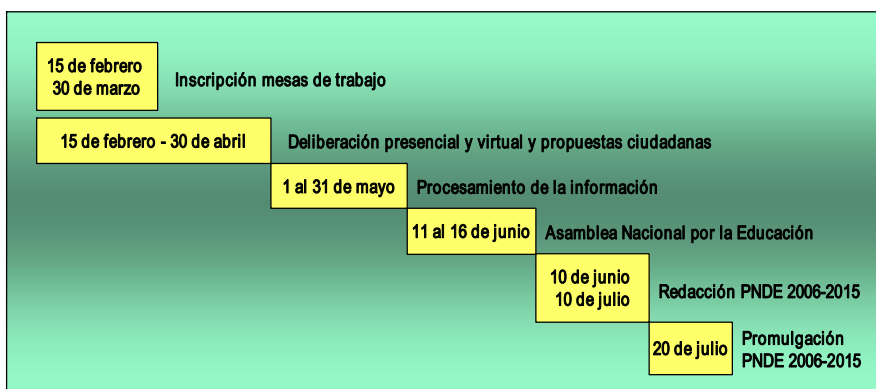 15 de febrero
30 de marzo
Inscripción mesas de trabajo
15 de febrero - 30 de abril
Deliberación presencial y virtual y propuestas ciudadanas
1 al 31 de mayo
Procesamiento de la información
11 al 16 de junio
Asamblea Nacional por la Educación
10 de junio
10 de julio
Redacción PNDE 2006-2015
20 de julio
Promulgación
PNDE 2006-2015